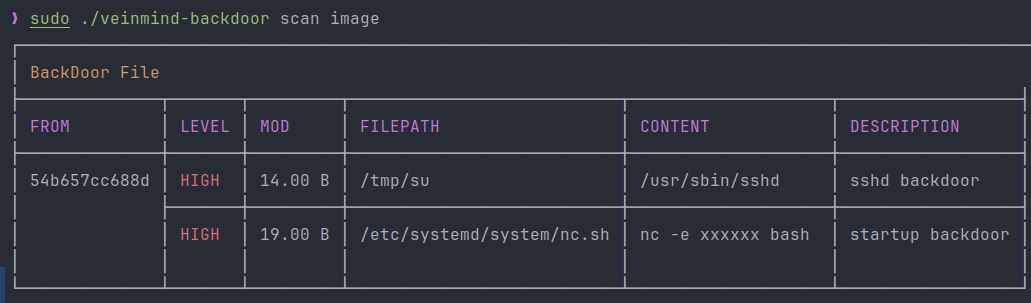 ❯ sudo ./veinmind-backdoor scan image
BackDoor File
FROM LEVEL MOD FILEPATH CONTENT DESCRIPTION
54b657cc688d HIGH 14.00 B /tmp/su /usr/sbin/sshd sshd backdoor
HIGH 19.00 B /etc/systemd/system/nc.sh nc -e xxxxxx bash startup backdoor